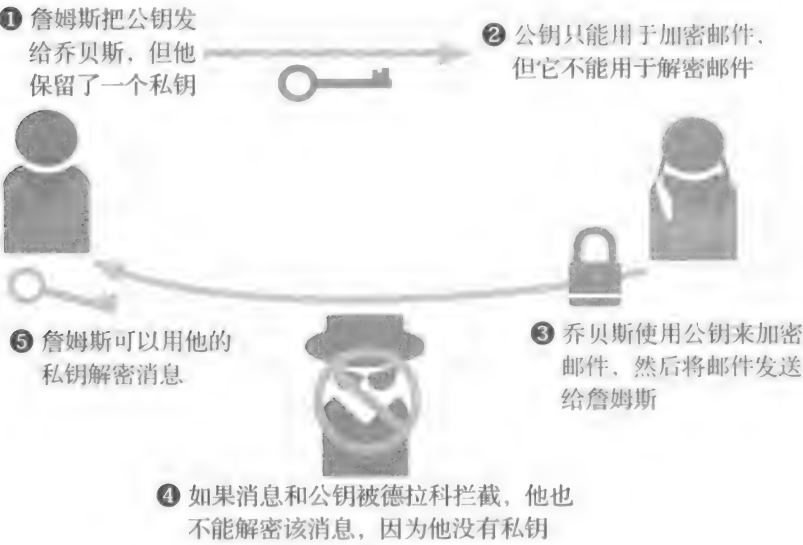 ❶ 詹姆斯把公钥发
给乔贝斯，但他
保留了一个私钥
❷ 公钥只能用于加密邮件，
但它不能用于解密邮件
❸ 乔贝斯使用公钥来加密
邮件，然后将邮件发送
给詹姆斯
❹ 如果消息和公钥被德拉科拦截，他也
不能解密该消息，因为他没有私钥
❺ 詹姆斯可以用他的
私钥解密消息